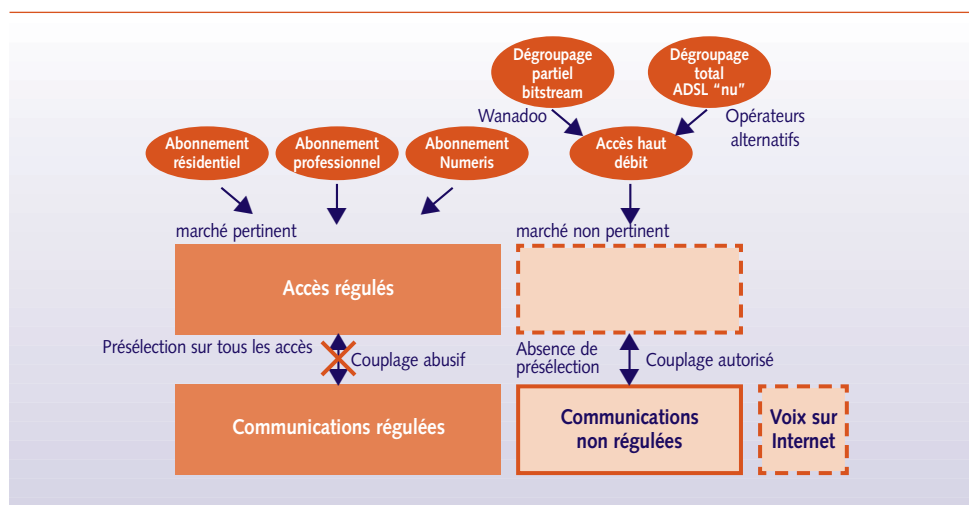 Dégroupage
partiel
bitstream
Dégroupage
total
ADSL “nu”
Wanadoo
Opérateurs
alternatifs
Abonnement
résidentiel
Abonnement
professionnel
Abonnement
Numeris
Accès haut
débit
marché pertinent
marché non pertinent
Accès régulés
Présélection sur tous les accès
Couplage abusif
Absence de
présélection
Couplage autorisé
Communications régulées
Communications
non régulées
Voix sur
Internet